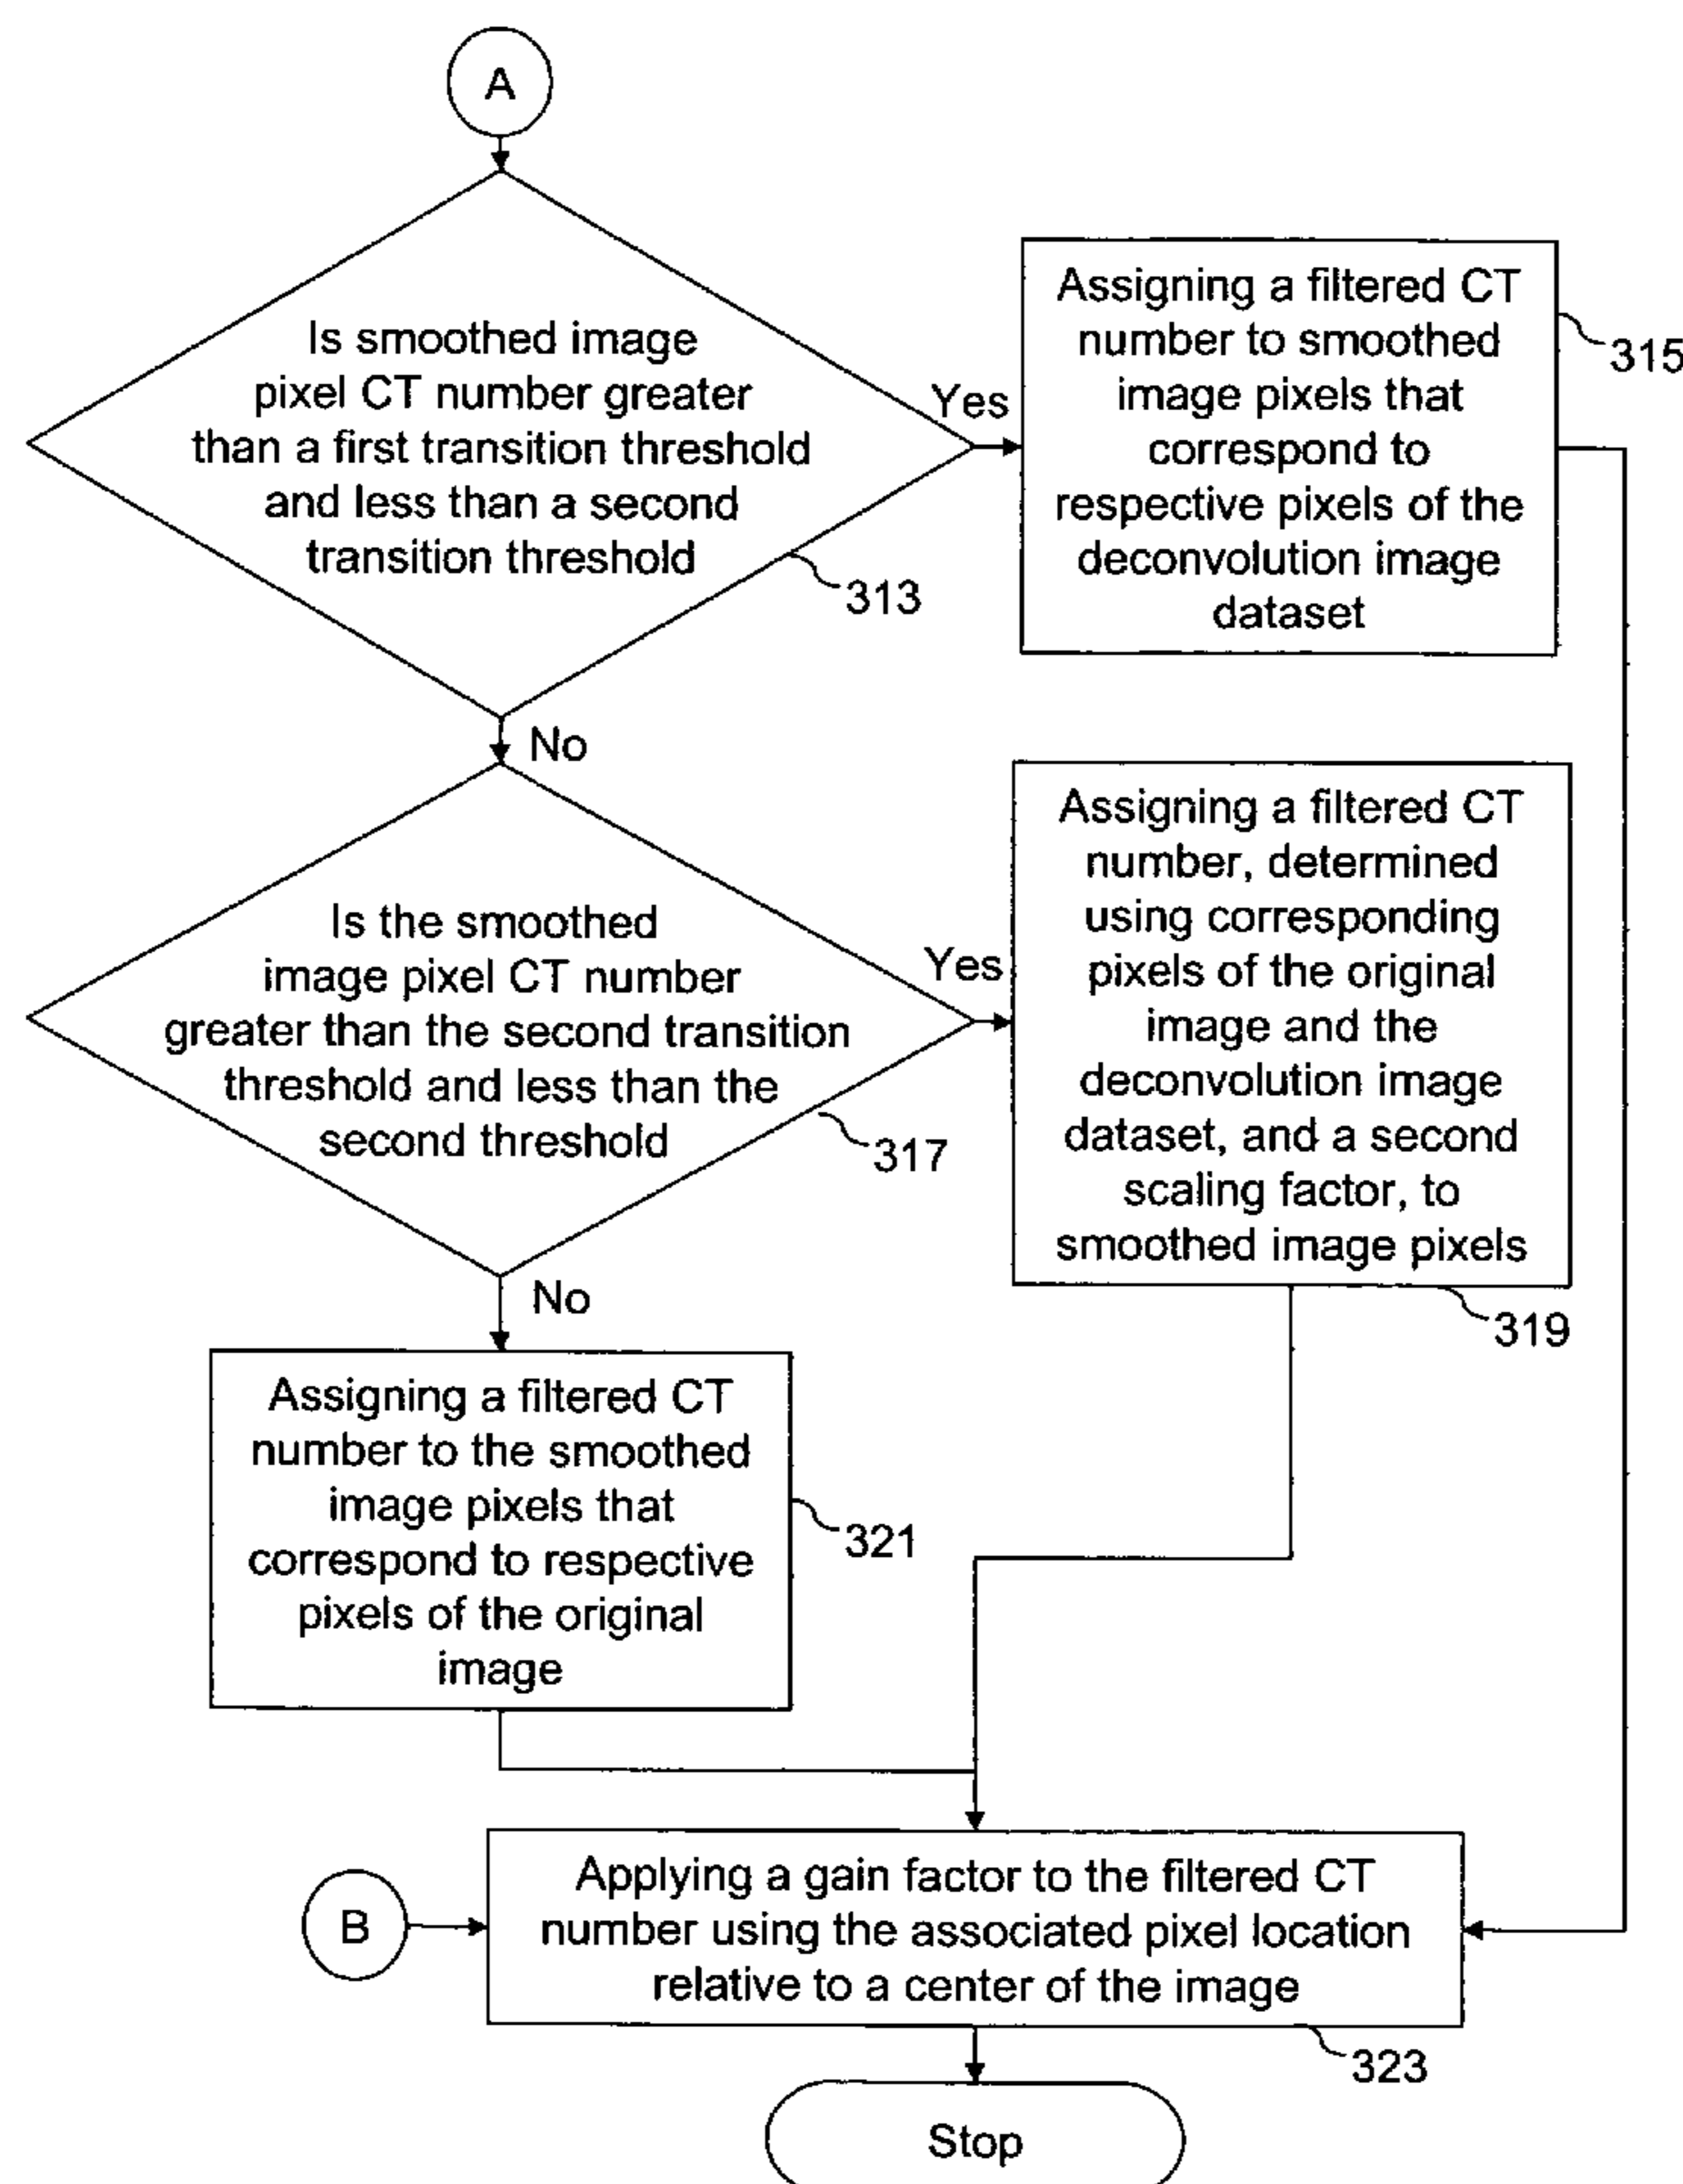 A
Is smoothed image
pixel CT number greater
than a first transition threshold
and less than a second
transition threshold
313
Yes
Assigning a filtered CT
number to smoothed
image pixels that
correspond to
respective pixels of the
deconvolution image
dataset
315
No
Is the smoothed
image pixel CT number
greater than the second transition
threshold and less than the
second threshold
317
Yes
Assigning a filtered CT
number, determined
using corresponding
pixels of the original
image and the
deconvolution image
dataset, and a second
scaling factor, to
smoothed image pixels
319
No
Assigning a filtered CT
number to the smoothed
image pixels that
correspond to respective
pixels of the original
image
321
B
Applying a gain factor to the filtered CT
number using the associated pixel location
relative to a center of the image
323
Stop